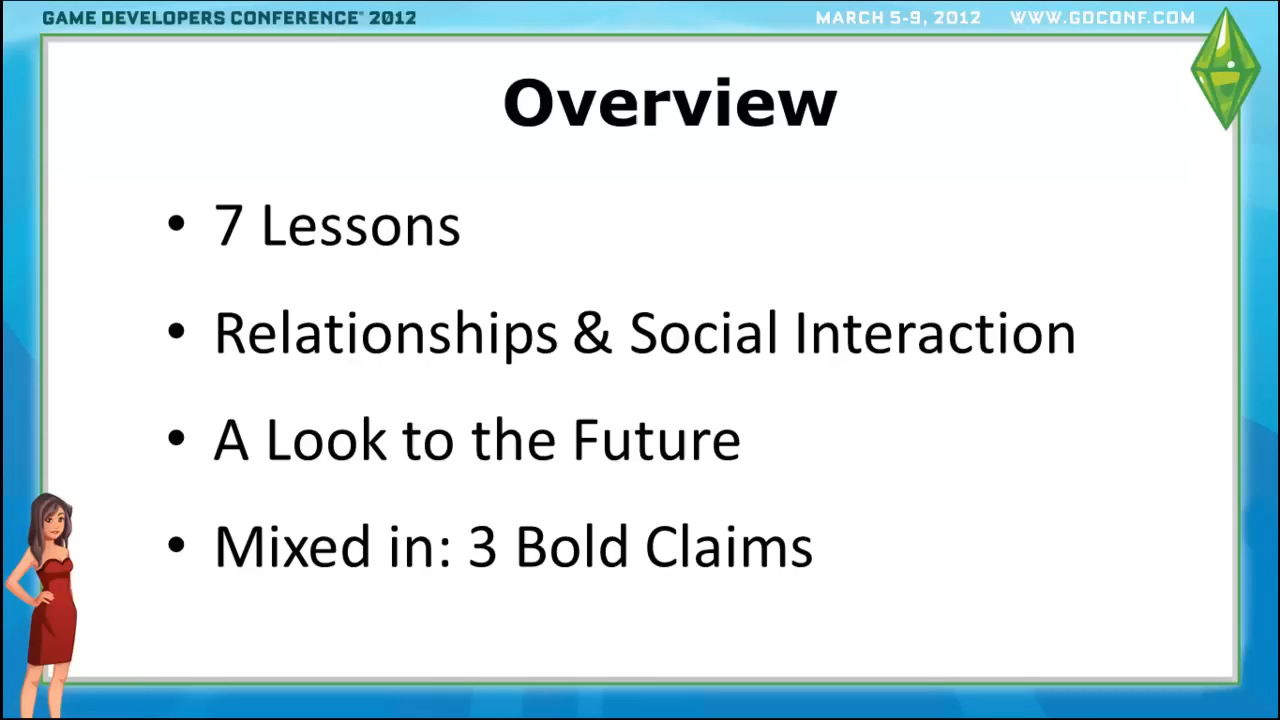 GAME DEVELOPERS CONFERENCE® 2012
MARCH 5-9, 2012 WWW.GDCONF.COM
Overview
• 7 Lessons
• Relationships & Social Interaction
• A Look to the Future
• Mixed in: 3 Bold Claims